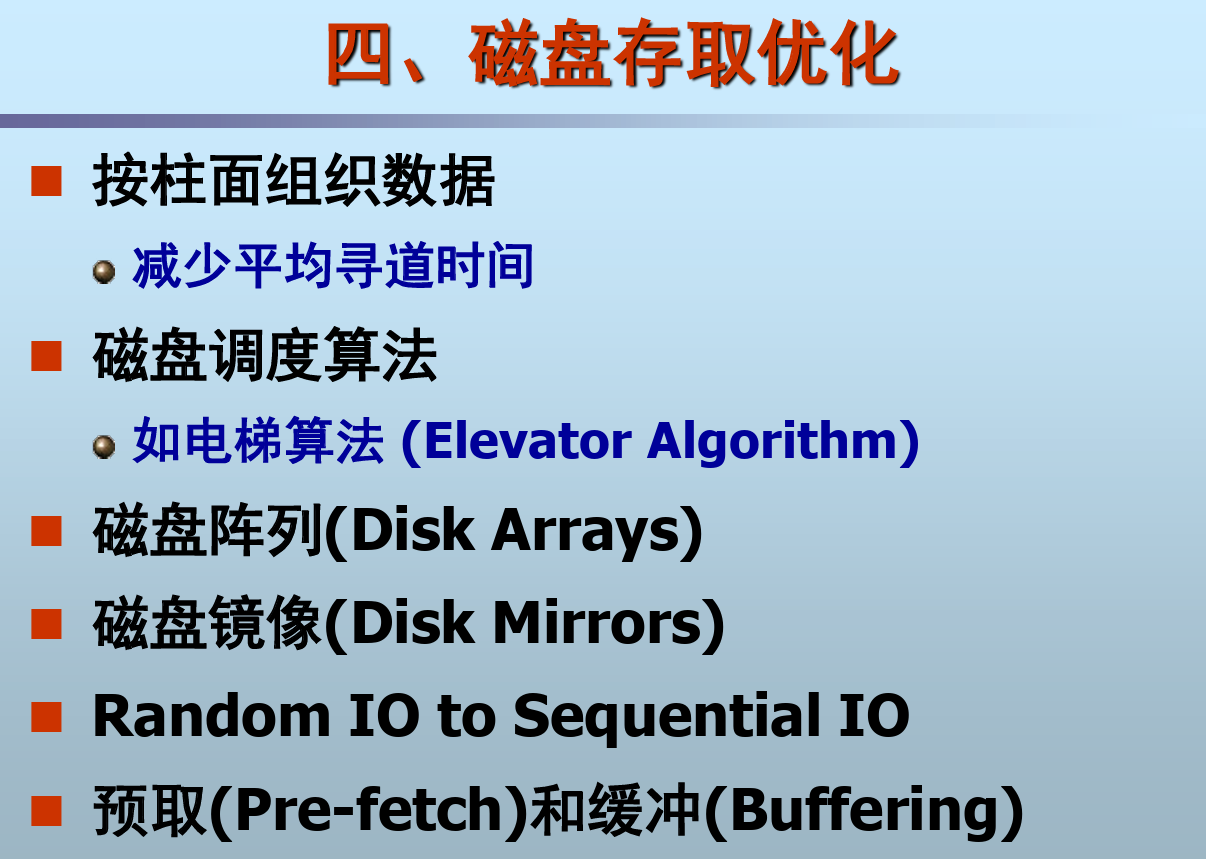 四、磁盘存取优化
按柱面组织数据
减少平均寻道时间
磁盘调度算法
如电梯算法 (Elevator Algorithm)
磁盘阵列(Disk Arrays)
磁盘镜像(Disk Mirrors)
Random IO to Sequential IO
预取(Pre-fetch)和缓冲(Buffering)